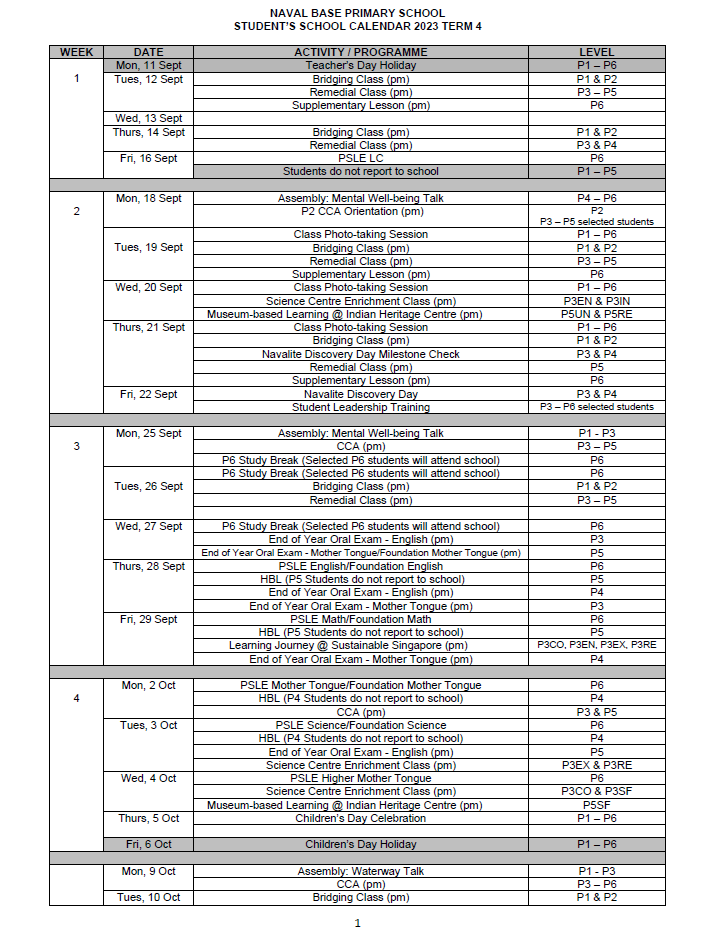 NAVAL BASE PRIMARY SCHOOL
STUDENT'S SCHOOL CALENDAR 2023 TERM 4
WEEK DATE ACTIVITY / PROGRAMME LEVEL
Mon, 11 Sept Teacher's Day Holiday P1 – P6
1 Tues, 12 Sept Bridging Class (pm) P1 & P2
Remedial Class (pm) P3 – P5
Supplementary Lesson (pm) P6
Wed, 13 Sept
Thurs, 14 Sept Bridging Class (pm) P1 & P2
Remedial Class (pm) P3 & P4
Fri, 16 Sept PSLE LC P6
Students do not report to school P1 – P5
Mon, 18 Sept Assembly: Mental Well-being Talk P4 – P6
2 P2 CCA Orientation (pm) P2
P3 – P5 selected students
Class Photo-taking Session P1 – P6
Tues, 19 Sept Bridging Class (pm) P1 & P2
Remedial Class (pm) P3 – P5
Supplementary Lesson (pm) P6
Wed, 20 Sept Class Photo-taking Session P1 – P6
Science Centre Enrichment Class (pm) P3EN & P3IN
Museum-based Learning @ Indian Heritage Centre (pm) P5UN & P5RE
Thurs, 21 Sept Class Photo-taking Session P1 – P6
Bridging Class (pm) P1 & P2
Navalite Discovery Day Milestone Check P3 & P4
Remedial Class (pm) P5
Supplementary Lesson (pm) P6
Fri, 22 Sept Navalite Discovery Day P3 & P4
Student Leadership Training P3 – P6 selected students
Mon, 25 Sept Assembly: Mental Well-being Talk P1 - P3
3 CCA (pm) P3 – P5
P6 Study Break (Selected P6 students will attend school) P6
P6 Study Break (Selected P6 students will attend school) P6
Tues, 26 Sept Bridging Class (pm) P1 & P2
Remedial Class (pm) P3 – P5
Wed, 27 Sept P6 Study Break (Selected P6 students will attend school) P6
End of Year Oral Exam - English (pm) P3
End of Year Oral Exam - Mother Tongue/Foundation Mother Tongue (pm) P5
Thurs, 28 Sept PSLE English/Foundation English P6
HBL (P5 Students do not report to school) P5
End of Year Oral Exam - English (pm) P4
End of Year Oral Exam - Mother Tongue (pm) P3
Fri, 29 Sept PSLE Math/Foundation Math P6
HBL (P5 Students do not report to school) P5
Learning Journey @ Sustainable Singapore (pm) P3CO, P3EN, P3EX, P3RE
End of Year Oral Exam - Mother Tongue (pm) P4
Mon, 2 Oct PSLE Mother Tongue/Foundation Mother Tongue P6
4 HBL (P4 Students do not report to school) P4
CCA (pm) P3 & P5
Tues, 3 Oct PSLE Science/Foundation Science P6
HBL (P4 Students do not report to school) P4
End of Year Oral Exam - English (pm) P5
Science Centre Enrichment Class (pm) P3EX & P3RE
Wed, 4 Oct PSLE Higher Mother Tongue P6
Science Centre Enrichment Class (pm) P3CO & P3SF
Museum-based Learning @ Indian Heritage Centre (pm) P5SF
Thurs, 5 Oct Children's Day Celebration P1 – P6
Fri, 6 Oct Children's Day Holiday P1 – P6
Mon, 9 Oct Assembly: Waterway Talk P1 - P3
CCA (pm) P3 – P6
Tues, 10 Oct Bridging Class (pm) P1 & P2
1